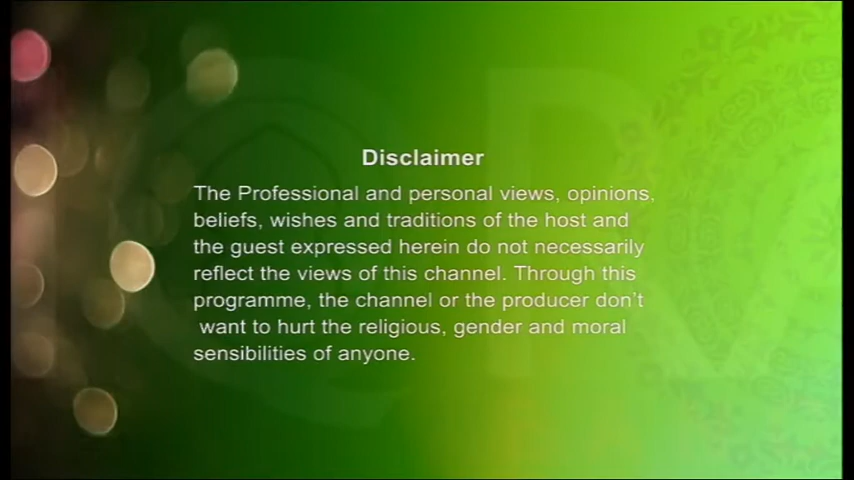 Disclaimer
The Professional and personal views, opinions,
beliefs, wishes and traditions of the host and
the guest expressed herein do not necessarily
reflect the views of this channel. Through this
programme, the channel or the producer don't
want to hurt the religious, gender and moral
sensibilities of anyone.